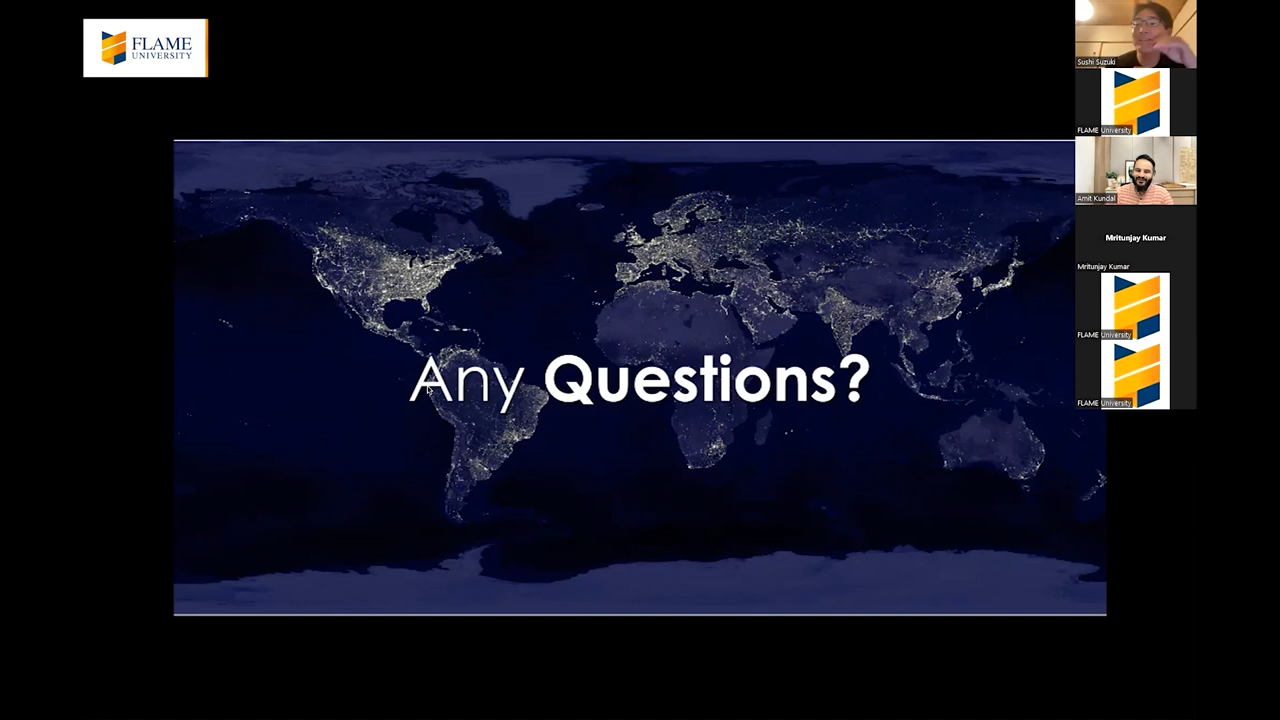 FLAME
UNIVERSITY
Any Questions?
Sushi Suzuki
FLAME University
Amit Kundal
Mritunjay Kumar
Mritunjay Kumar
FLAME University
FLAME University